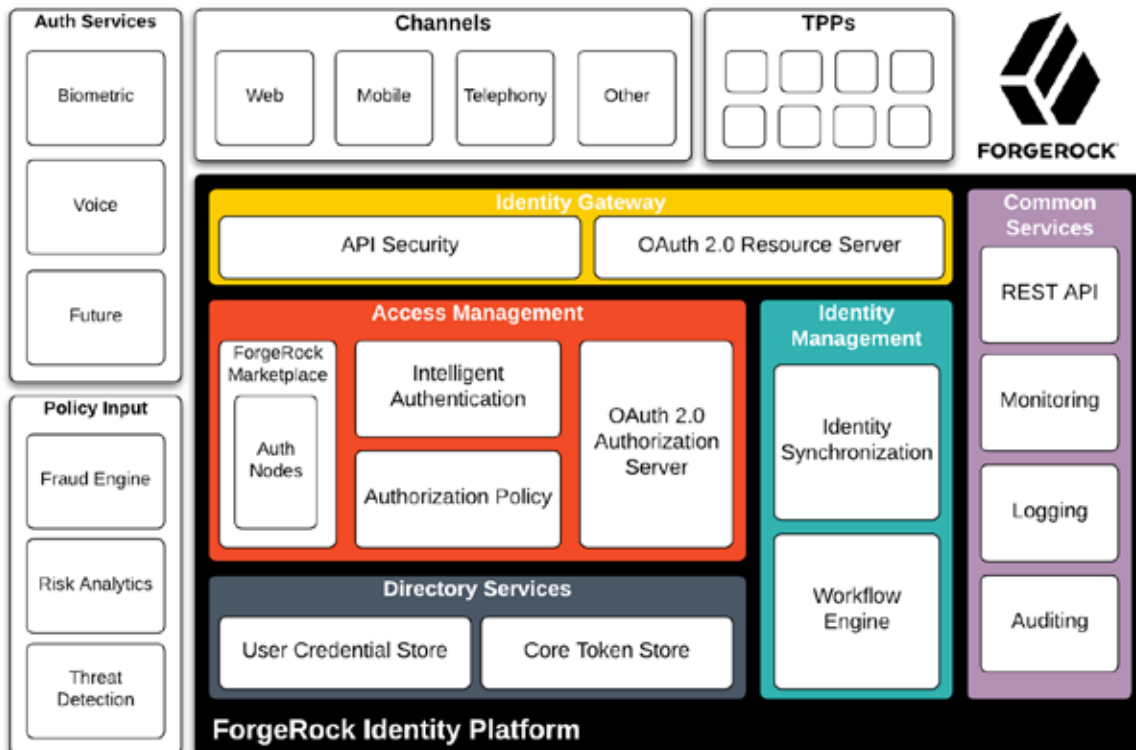 Auth Services
Biometric
Voice
Future
Policy Input
Fraud Engine
Risk Analytics
Threat
Detection
Channels
Web
Mobile
Telephony
Other
TPPs
FORGEROCK
Identity Gateway
API Security
OAuth 2.0 Resource Server
Access Management
ForgeRock
Marketplace
Auth
Nodes
Intelligent
Authentication
Authorization Policy
OAuth 2.0
Authorization
Server
Identity
Management
Identity
Synchronization
Workflow
Engine
Directory Services
User Credential Store
Core Token Store
Common
Services
REST API
Monitoring
Logging
Auditing
ForgeRock Identity Platform